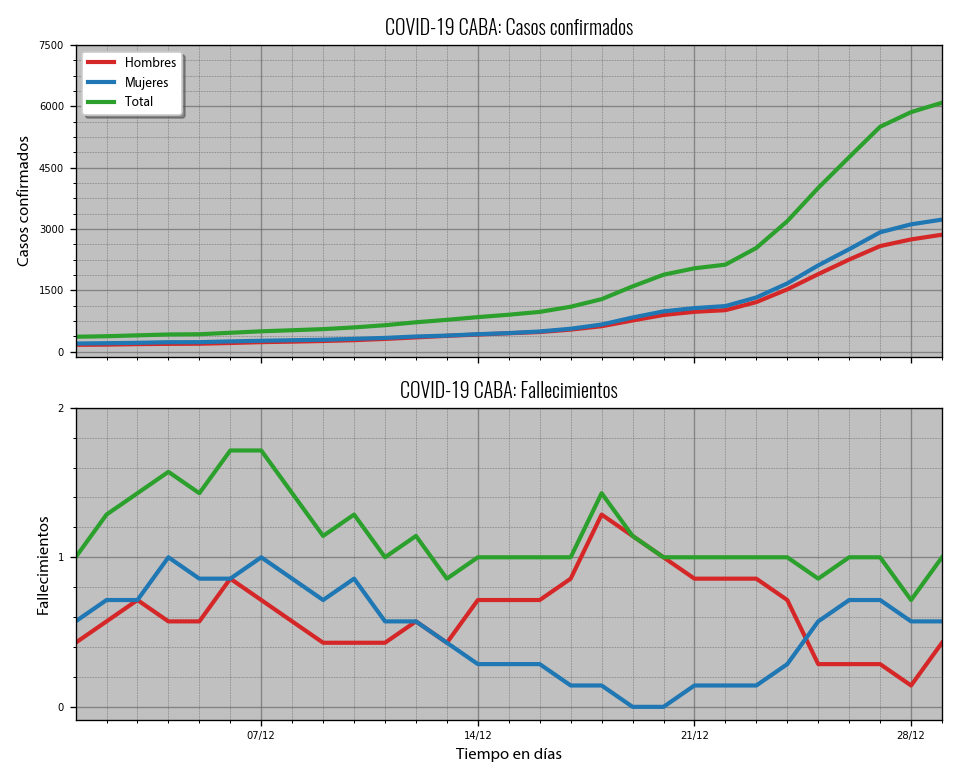 COVID-19 CABA: Casos confirmados
7500
6000
4500
3000
1500
0
Casos confirmados
Hombres
Mujeres
Total
COVID-19 CABA: Fallecimientos
2
1
0
Fallecimientos
07/12
14/12
21/12
28/12
Tiempo en días